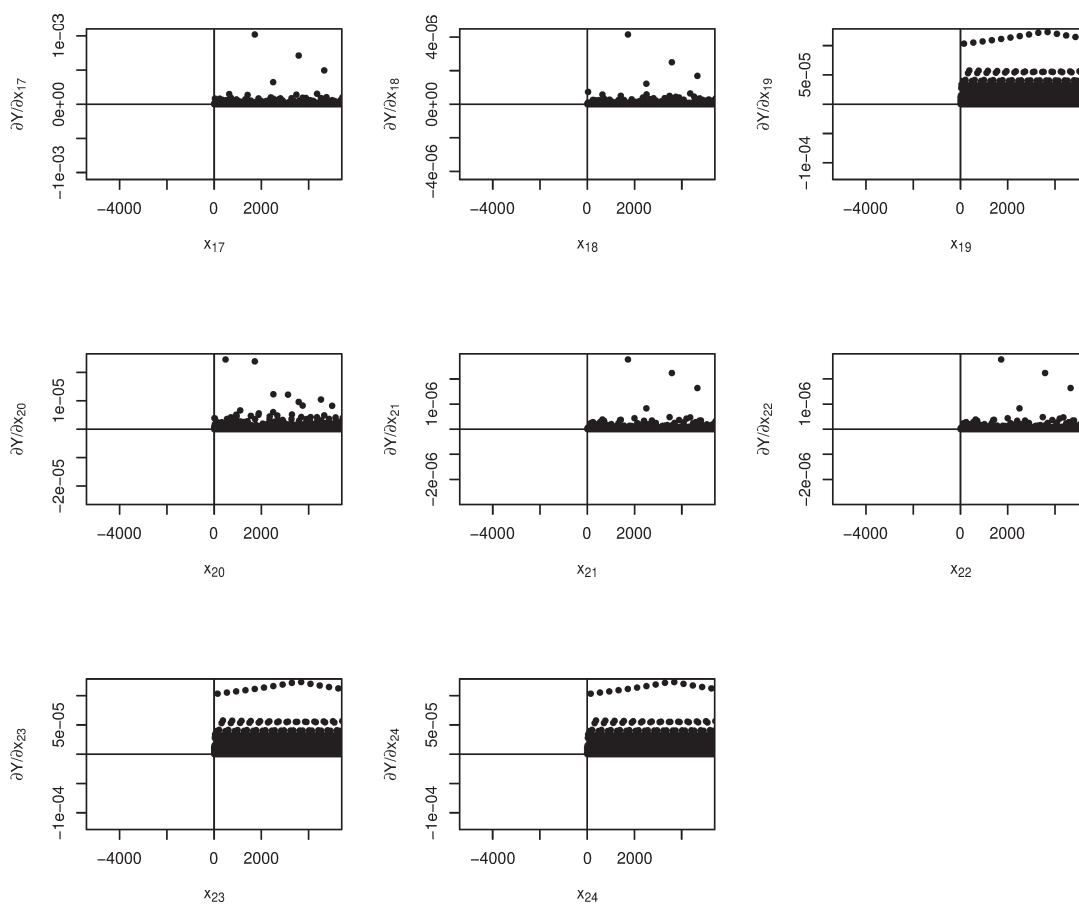 ∂Y/∂x17
1e−03
0e+00
−1e−03
−4000 0 2000
x17
∂Y/∂x18
4e−06
0e+00
−4e−06
−4000 0 2000
x18
∂Y/∂x19
5e−05
−1e−04
−4000 0 2000
x19
∂Y/∂x20
1e−05
−2e−05
−4000 0 2000
x20
∂Y/∂x21
1e−06
−2e−06
−4000 0 2000
x21
∂Y/∂x22
1e−06
−2e−06
−4000 0 2000
x22
∂Y/∂x23
5e−05
−1e−04
−4000 0 2000
x23
∂Y/∂x24
5e−05
−1e−04
−4000 0 2000
x24